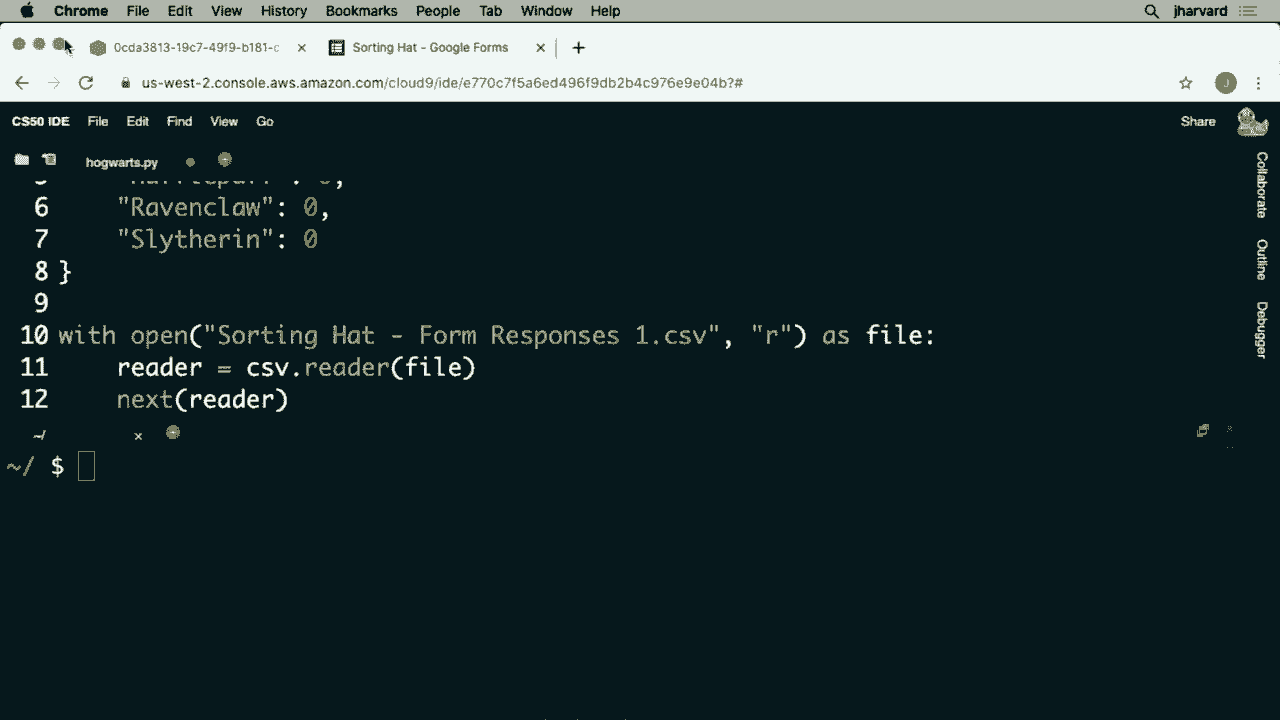 Chrome File Edit View History Bookmarks People Tab Window Help jharvard
0cda3813-19c7-49f9-b181-c Sorting Hat - Google Forms
us-west-2.console.aws.amazon.com/cloud9/ide/e770c7f5a6ed496f9db2b4c976e9e04b?#
J
CS50 IDE File Edit Find View Go Share
hogwarts.py
6 "Ravenclaw": 0,
7 "Slytherin": 0
8 }
9
10 with open("Sorting Hat - Form Responses 1.csv", "r") as file:
11 reader = csv.reader(file)
12 next(reader)
~/
~/ $
Collaborate
Outline
Debugger